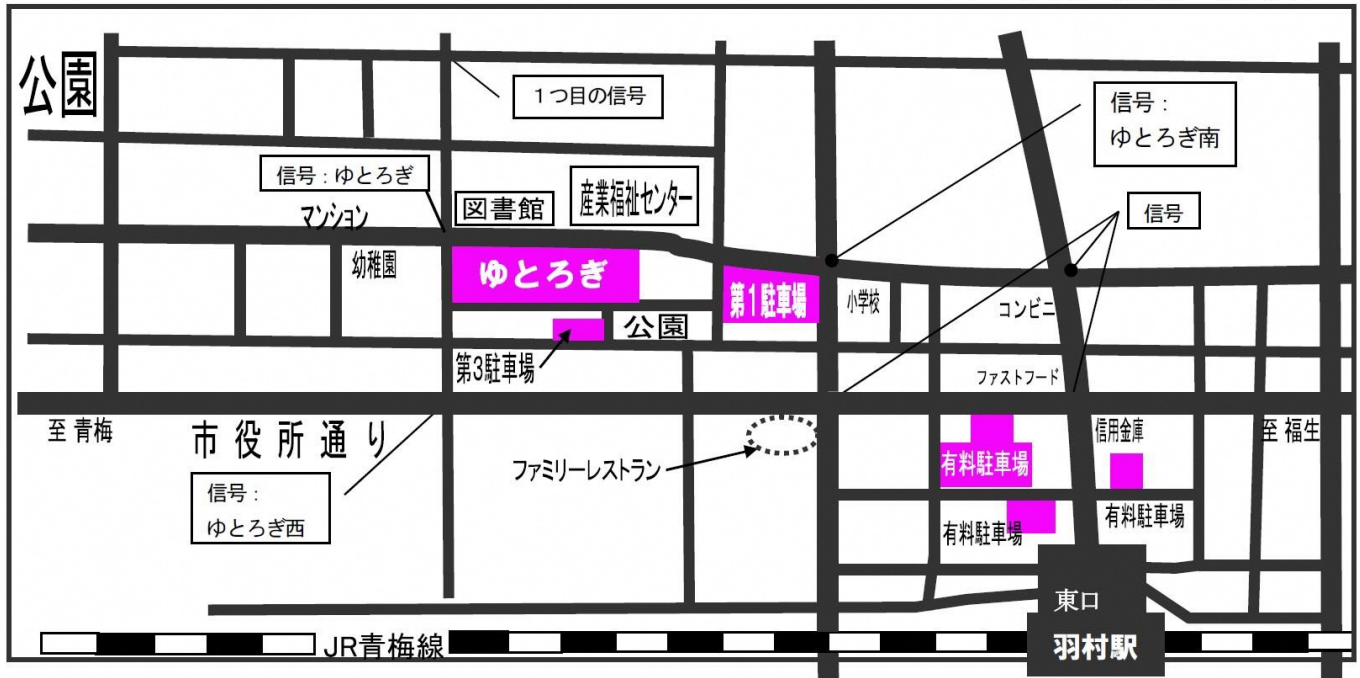 公園
１つ目の信号
信号：
ゆとろぎ南
信号：ゆとろぎ
マンション
図書館
産業福祉センター
信号
幼稚園
ゆとろぎ
第1駐車場
小学校
コンビニ
公園
第3駐車場
ファストフード
至 青梅
市役所通り
ファミリーレストラン
有料駐車場
信用金庫
至 福生
信号：
ゆとろぎ西
有料駐車場
有料駐車場
東口
JR青梅線
羽村駅